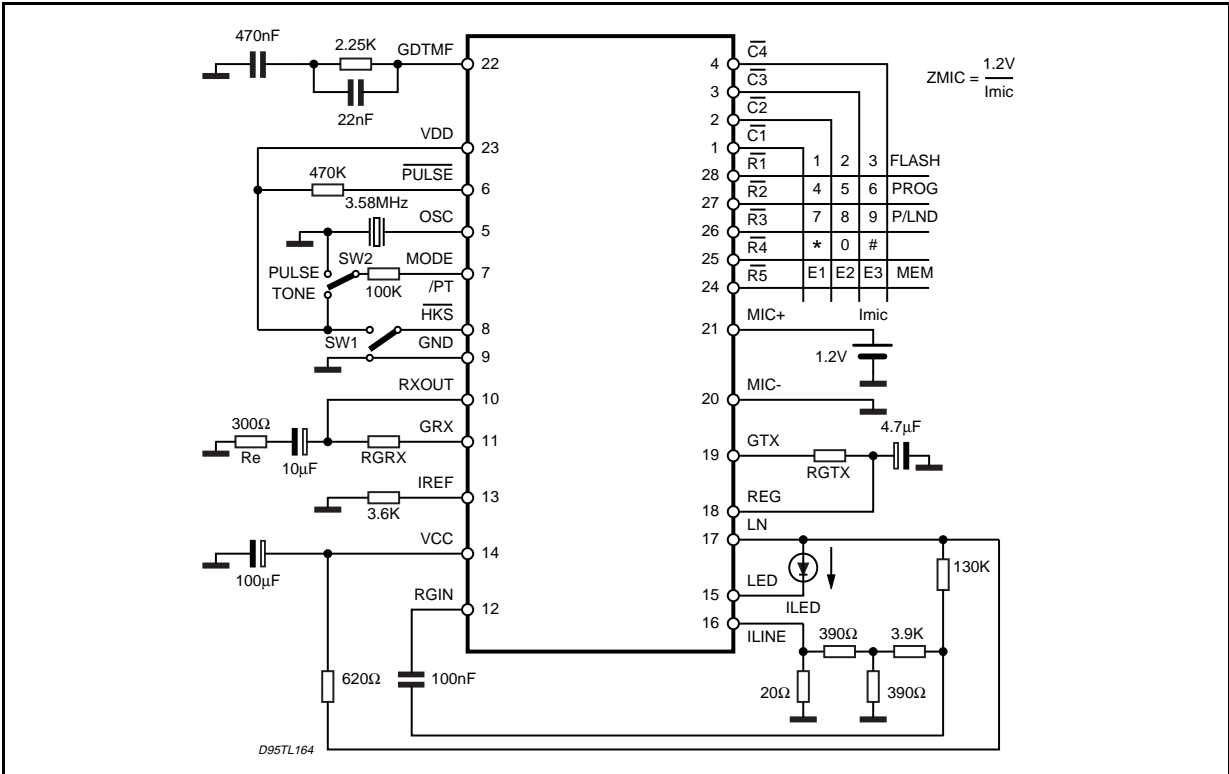 470nF
2.25K
GDTMF
22
22nF
VDD
23
470K
PULSE
6
3.58MHz
OSC
5
SW2
MODE
PULSE
7
TONE
100K
/PT
HKS
8
SW1
GND
9
RXOUT
10
300Ω
GRX
11
Re
10µF
RGRX
IREF
13
3.6K
VCC
14
100µF
RGIN
12
620Ω
100nF
D95TL164
4
C4
3
C3
2
C2
1
C1
28
R1
1 2 3 FLASH
27
R2
4 5 6 PROG
26
R3
7 8 9 P/LND
25
R4
* 0 #
24
R5
E1 E2 E3 MEM
ZMIC = 1.2V
Imic
Imic
21
MIC+
1.2V
20
MIC-
4.7µF
19
GTX
RGTX
18
REG
17
LN
130K
15
LED
ILED
16
ILINE
390Ω
3.9K
20Ω
390Ω